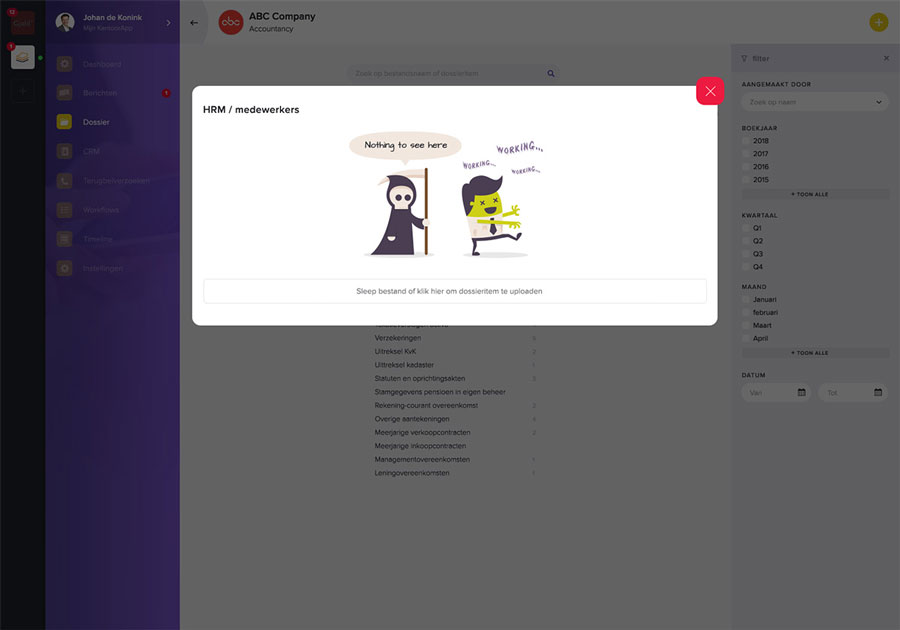 12
Gold
1
Johan de Konink
Mijn KantoorApp
Dashboard
Berichten
1
Dossier
CRM
Terugbelverzoeken
Workflows
Timeline
Instellingen
abc
ABC Company
Accountancy
Zoek op bestandsnaam of dossieritem
HRM / medewerkers
Nothing to see here
WORKING...
WORKING...
WORKING...
Sleep bestand of klik hier om dossieritem te uploaden
Verzekeringen
5
Uitreksel KvK
2
Uittreksel kadaster
1
Statuten en oprichtingsakten
3
Stamgegevens pensioen in eigen beheer
Rekening-courant overeenkomst
2
Overige aantekeningen
4
Meerjarige verkoopcontracten
2
Meerjarige inkoopcontracten
Managementovereenkomsten
1
Leningovereenkomsten
1
filter
AANGEMAAKT DOOR
Zoek op naam
BOEKJAAR
2018
2017
2016
2015
+ TOON ALLE
KWARTAAL
Q1
Q2
Q3
Q4
MAAND
Januari
februari
Maart
April
+ TOON ALLE
DATUM
Van
Tot